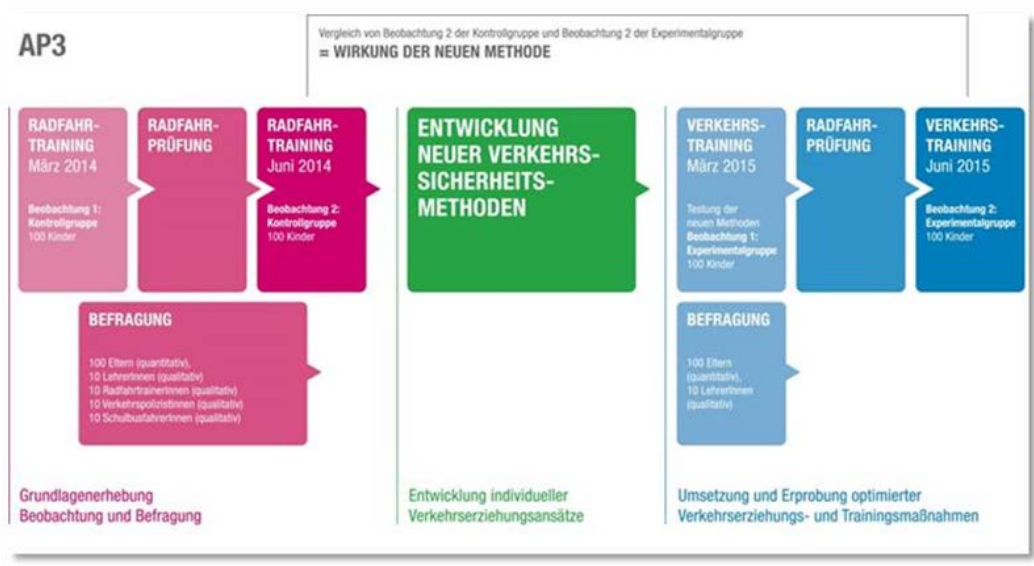 AP3
Vergleich von Beobachtung 2 der Kontrollgruppe und Beobachtung 2 der Experimentalgruppe
= WIRKUNG DER NEUEN METHODE
RADFAHR-
TRAINING
März 2014
Beobachtung 1:
Kontrollgruppe
100 Kinder
RADFAHR-
PRÜFUNG
RADFAHR-
TRAINING
Juni 2014
Beobachtung 2:
Kontrollgruppe
100 Kinder
BEFRAGUNG
100 Eltern (quantitativ),
10 LehrerInnen (qualitativ)
10 RadfahrtrainerInnen (qualitativ)
10 VerkehrspolizistInnen (qualitativ)
10 SchulbusfahrerInnen (qualitativ)
Grundlagenerhebung
Beobachtung und Befragung
ENTWICKLUNG
NEUER VERKEHRS-
SICHERHEITS-
METHODEN
Entwicklung individueller
Verkehrserziehungsansätze
VERKEHRS-
TRAINING
März 2015
Testung der
neuen Methoden
Beobachtung 1:
Experimentalgruppe
100 Kinder
RADFAHR-
PRÜFUNG
VERKEHRS-
TRAINING
Juni 2015
Beobachtung 2:
Experimentalgruppe
100 Kinder
BEFRAGUNG
100 Eltern
(quantitativ),
10 LehrerInnen
(qualitativ)
Umsetzung und Erprobung optimierter
Verkehrserziehungs- und Trainingsmaßnahmen